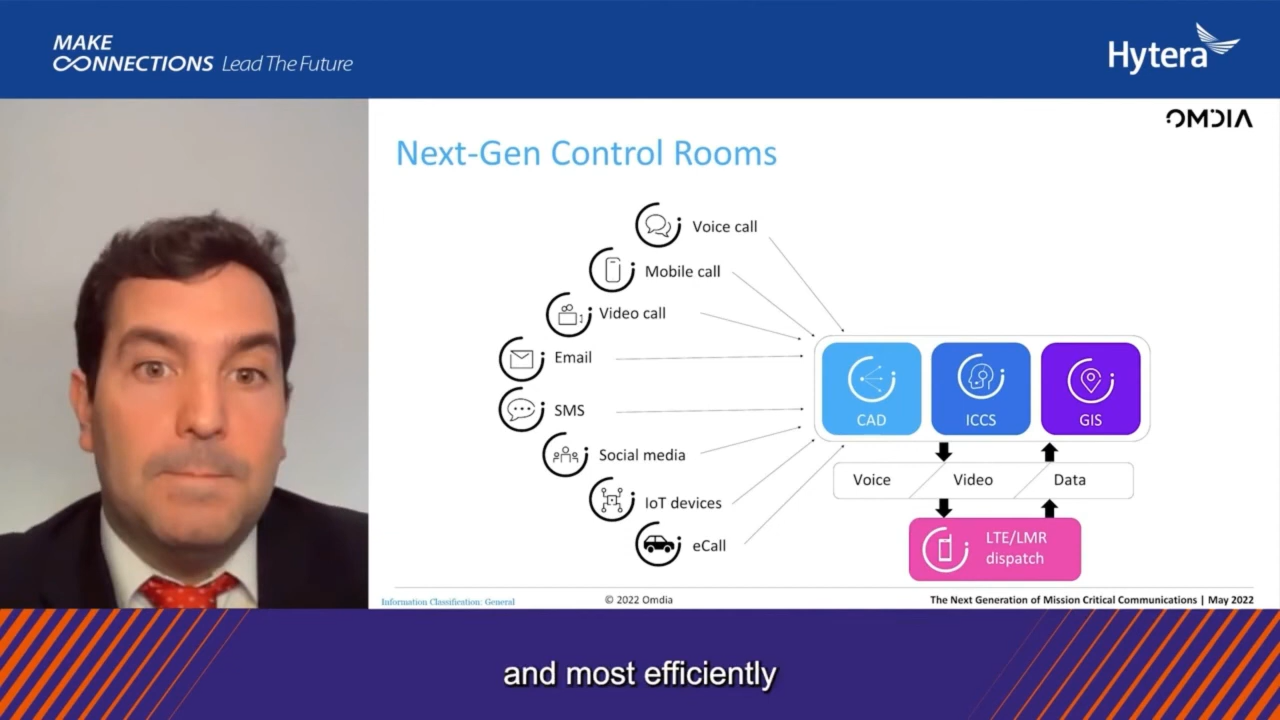 MAKE
CONNECTIONS Lead The Future
Hytera
OMDIA
Next-Gen Control Rooms
Voice call
Mobile call
Video call
Email
SMS
Social media
IoT devices
eCall
CAD
ICCS
GIS
Voice
Video
Data
LTE/LMR
dispatch
Information Classification: General
© 2022 Omdia
The Next Generation of Mission Critical Communications | May 2022
and most efficiently